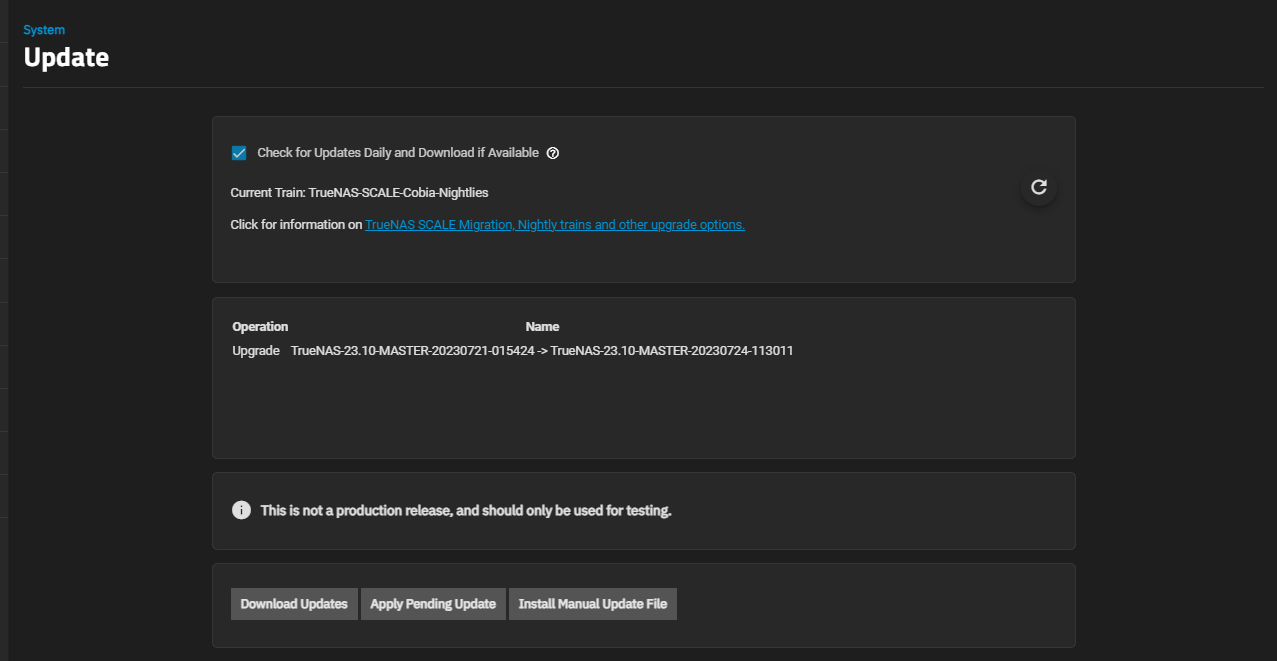 System
Update
Check for Updates Daily and Download if Available
Current Train: TrueNAS-SCALE-Cobia-Nightlies
Click for information on TrueNAS SCALE Migration, Nightly trains and other upgrade options.
Operation Name
Upgrade TrueNAS-23.10-MASTER-20230721-015424 -> TrueNAS-23.10-MASTER-20230724-113011
This is not a production release, and should only be used for testing.
Download Updates Apply Pending Update Install Manual Update File